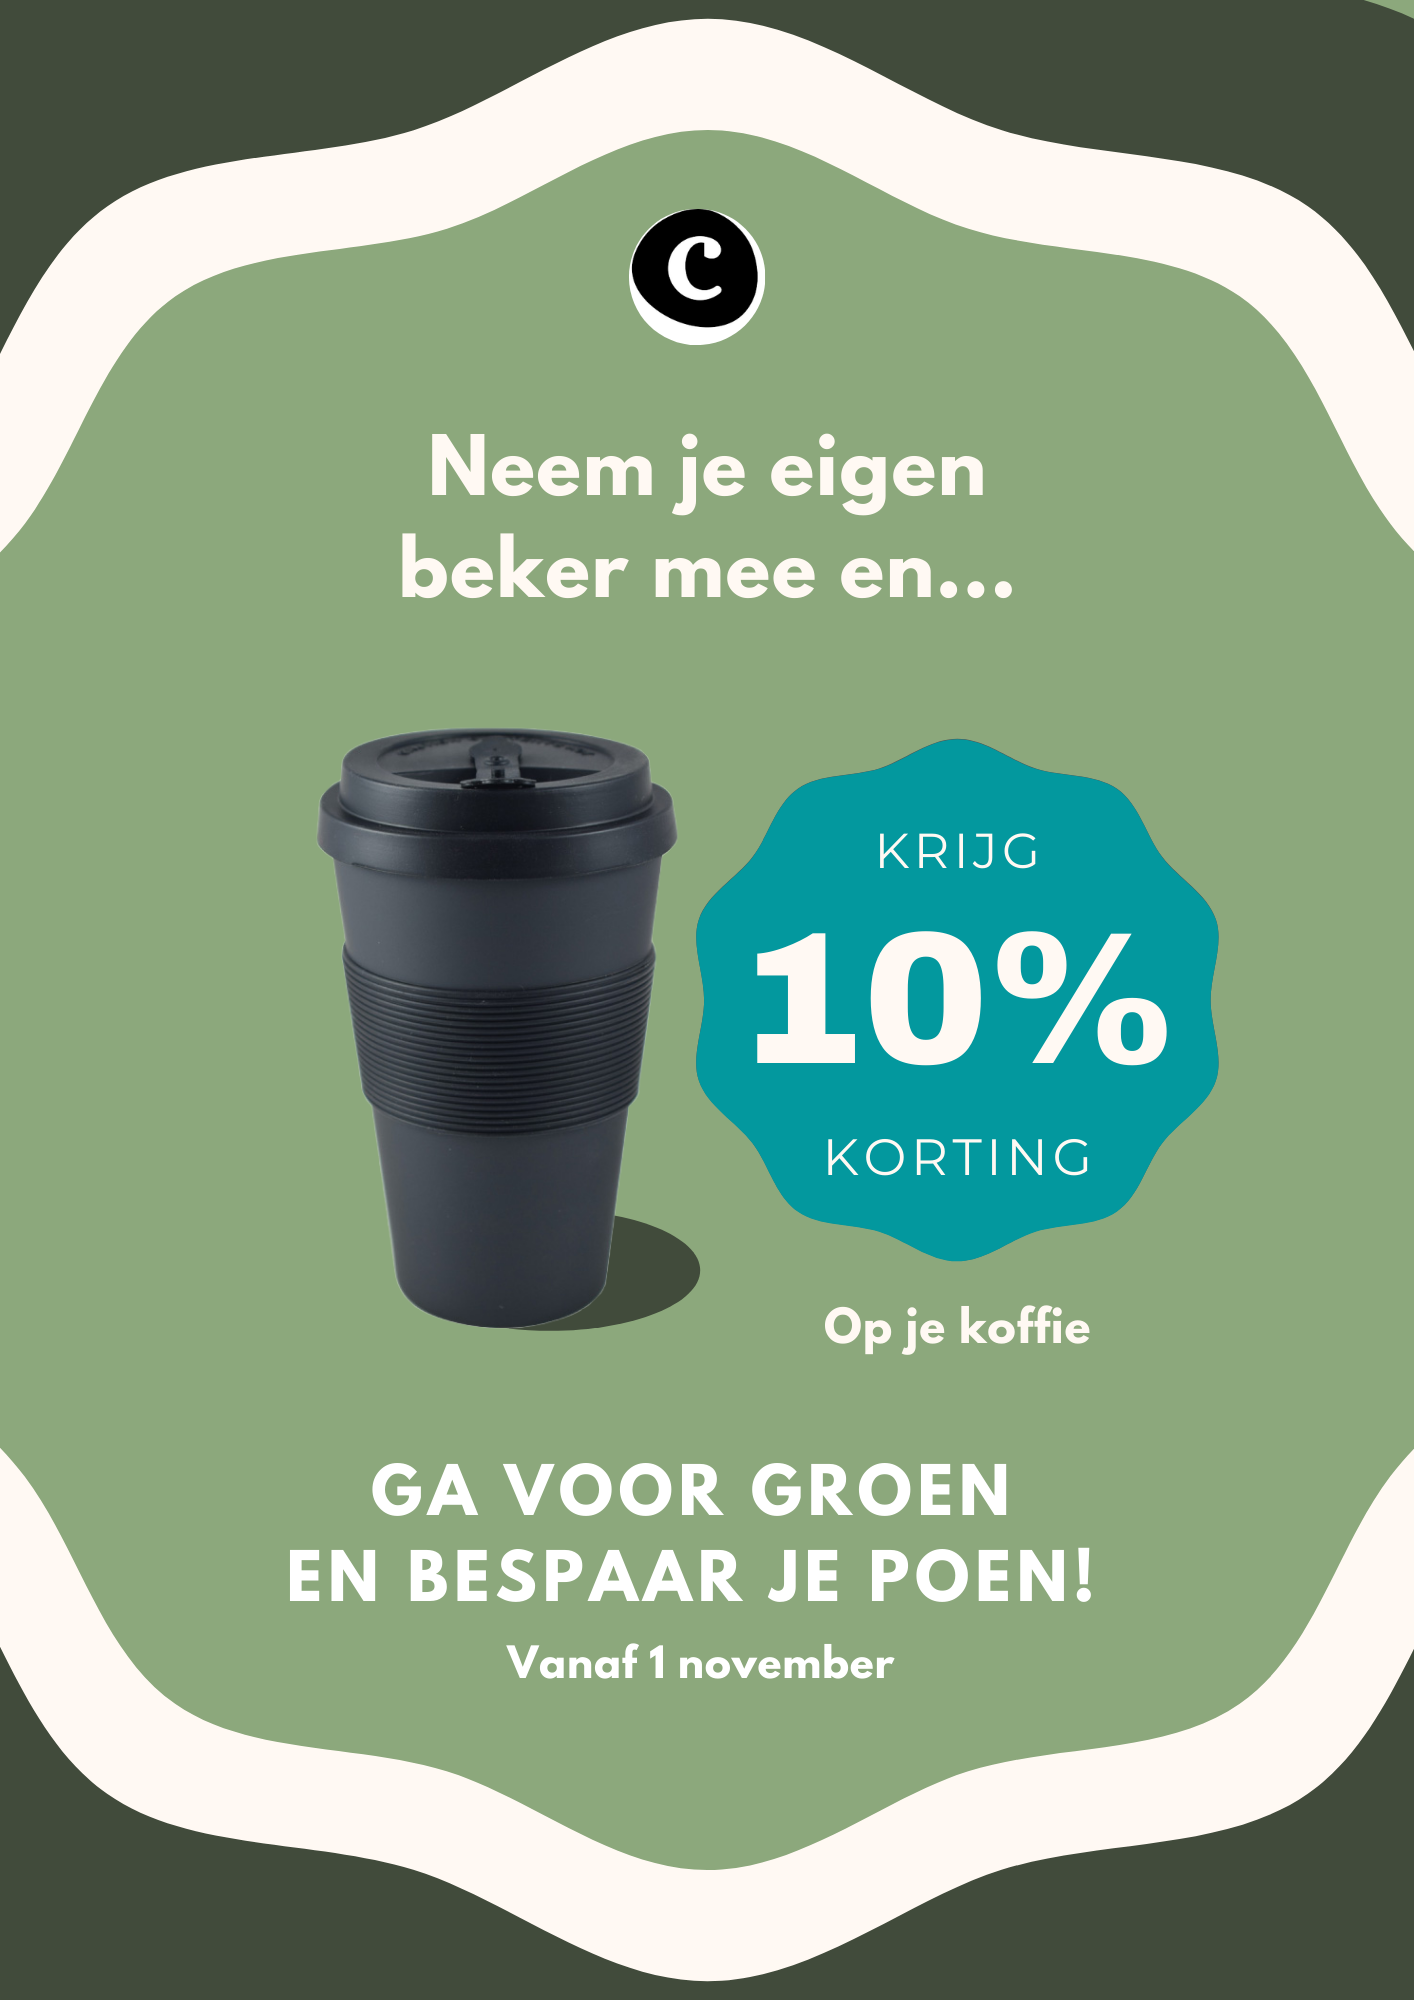 C
Neem je eigen
beker mee en...
KRIJG
10%
KORTING
Op je koffie
GA VOOR GROEN
EN BESPAAR JE POEN!
Vanaf 1 november